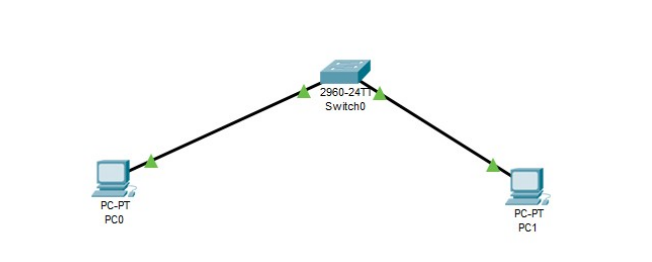 2960-24TT
Switch0
PC-PT
PC0
PC-PT
PC1